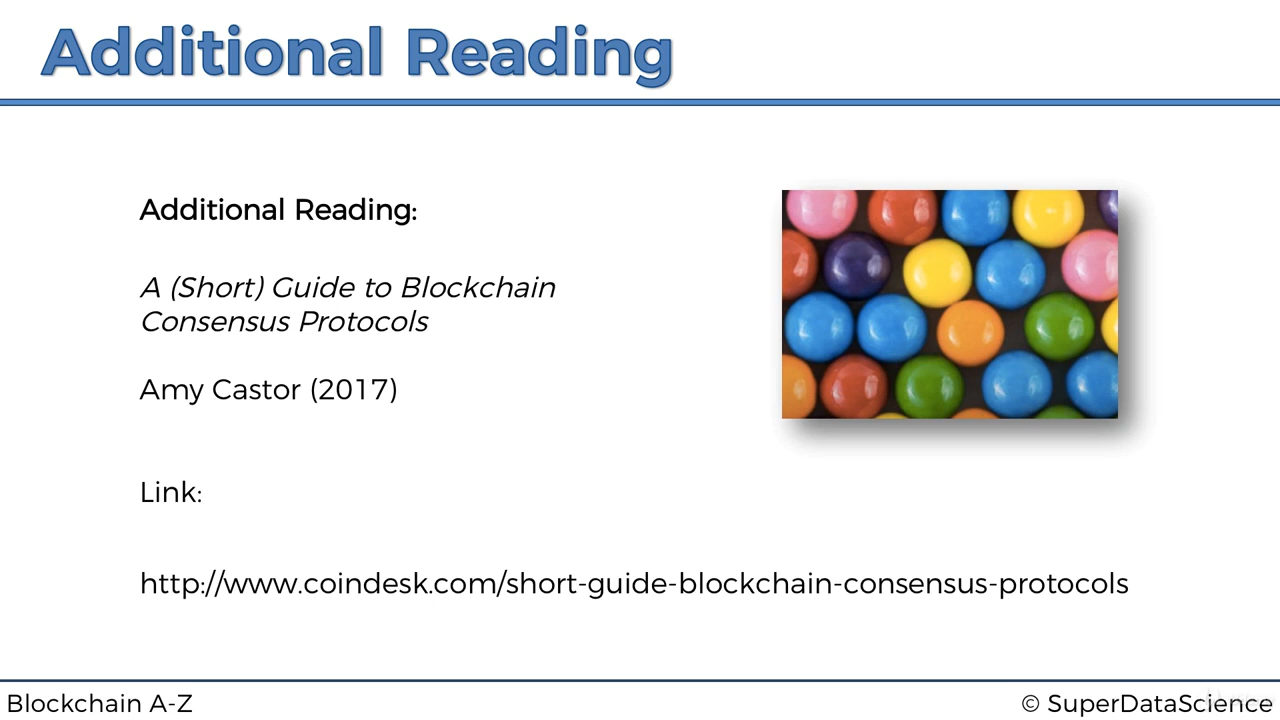 Additional Reading
Additional Reading:
A (Short) Guide to Blockchain
Consensus Protocols
Amy Castor (2017)
Link:
http://www.coindesk.com/short-guide-blockchain-consensus-protocols
Blockchain A-Z
© SuperDataScience